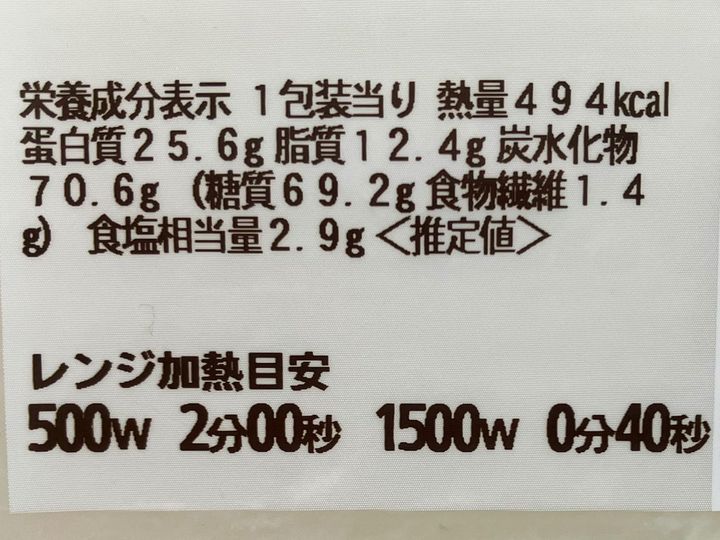 栄養成分表示 1包装当り 熱量494kcal
蛋白質25.6g脂質12.4g炭水化物
70.6g (糖質69.2g食物繊維1.4
g) 食塩相当量2.9g<推定値>
レンジ加熱目安
500W 2分00秒 1500W 0分40秒